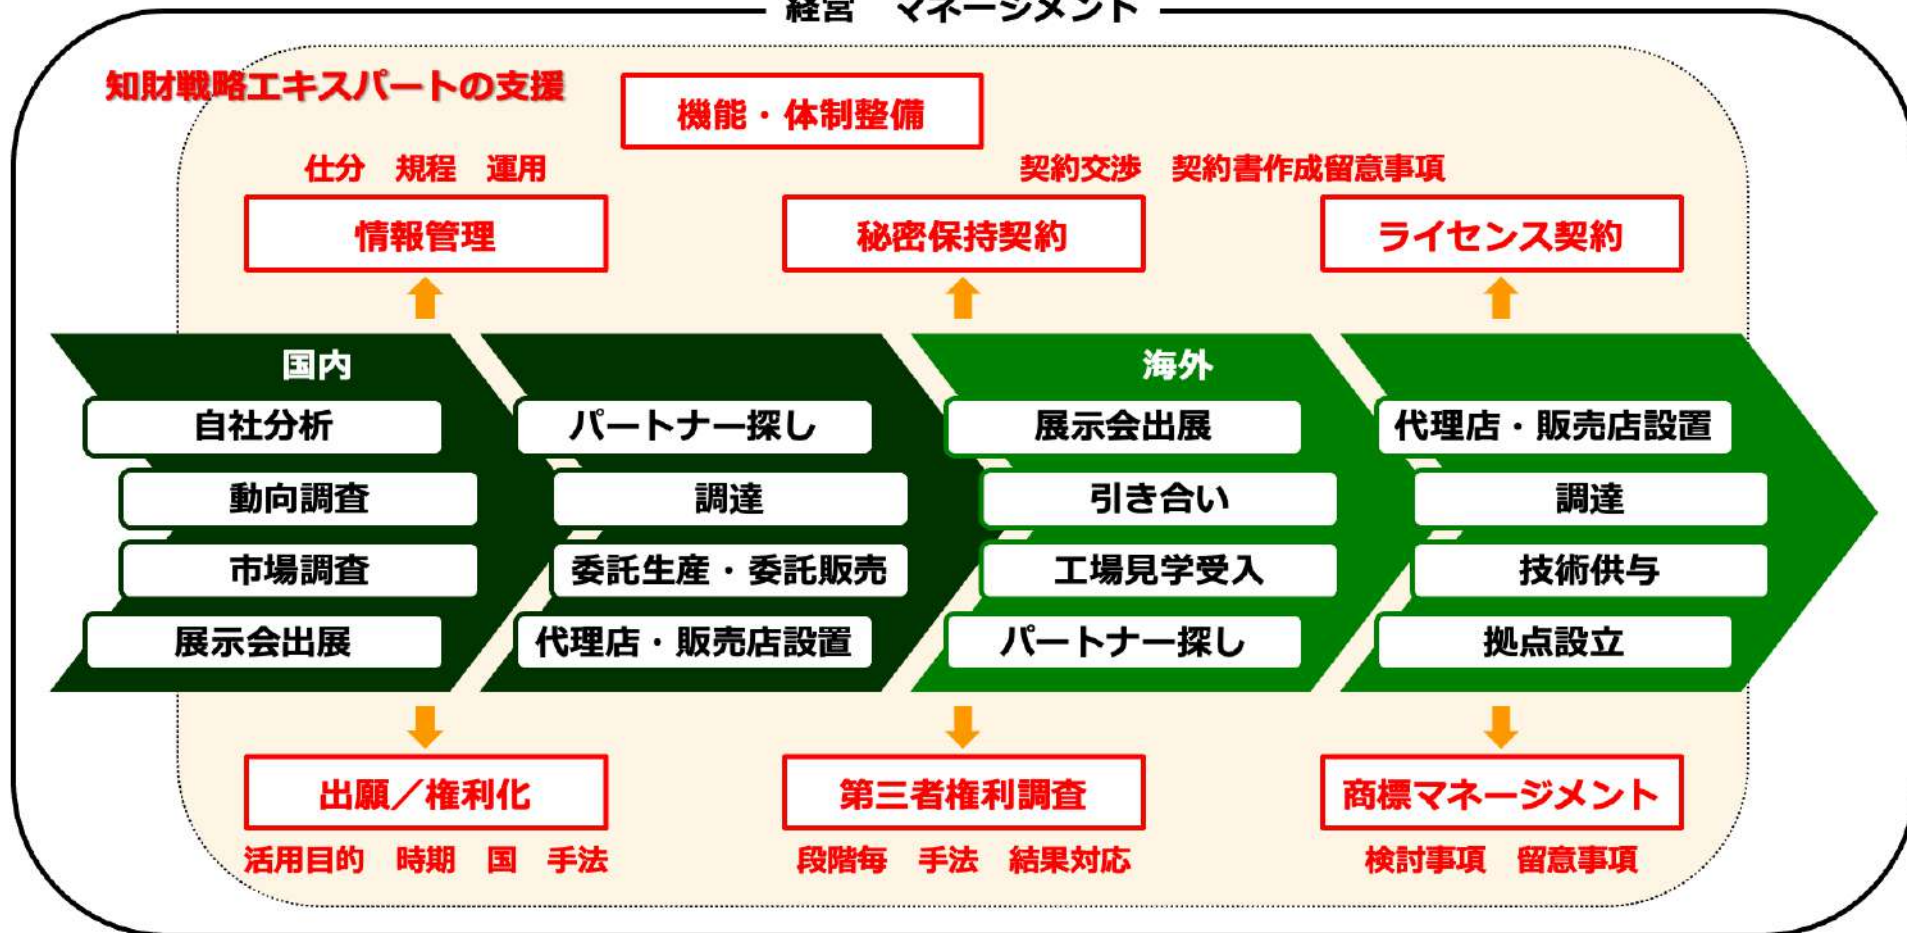 経営　マネージメント
知財戦略エキスパートの支援
機能・体制整備
仕分　規程　運用
契約交渉　契約書作成留意事項
情報管理
秘密保持契約
ライセンス契約
国内
自社分析
動向調査
市場調査
展示会出展
パートナー探し
調達
委託生産・委託販売
代理店・販売店設置
海外
展示会出展
引き合い
工場見学受入
パートナー探し
代理店・販売店設置
調達
技術供与
拠点設立
出願／権利化
第三者権利調査
商標マネージメント
活用目的　時期　国　手法
段階毎　手法　結果対応
検討事項　留意事項